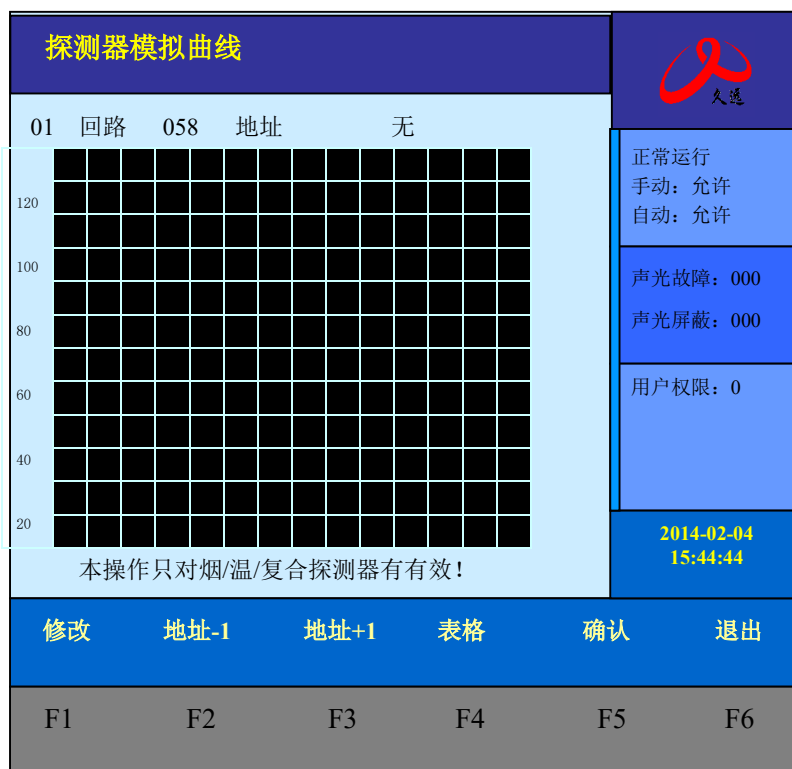 探测器模拟曲线
久远
01 回路 058 地址 无
120
100
80
60
40
20
本操作只对烟/温/复合探测器有有效!
正常运行
手动：允许
自动：允许
声光故障：000
声光屏蔽：000
用户权限：0
2014-02-04
15:44:44
修改 地址-1 地址+1 表格 确认 退出
F1 F2 F3 F4 F5 F6